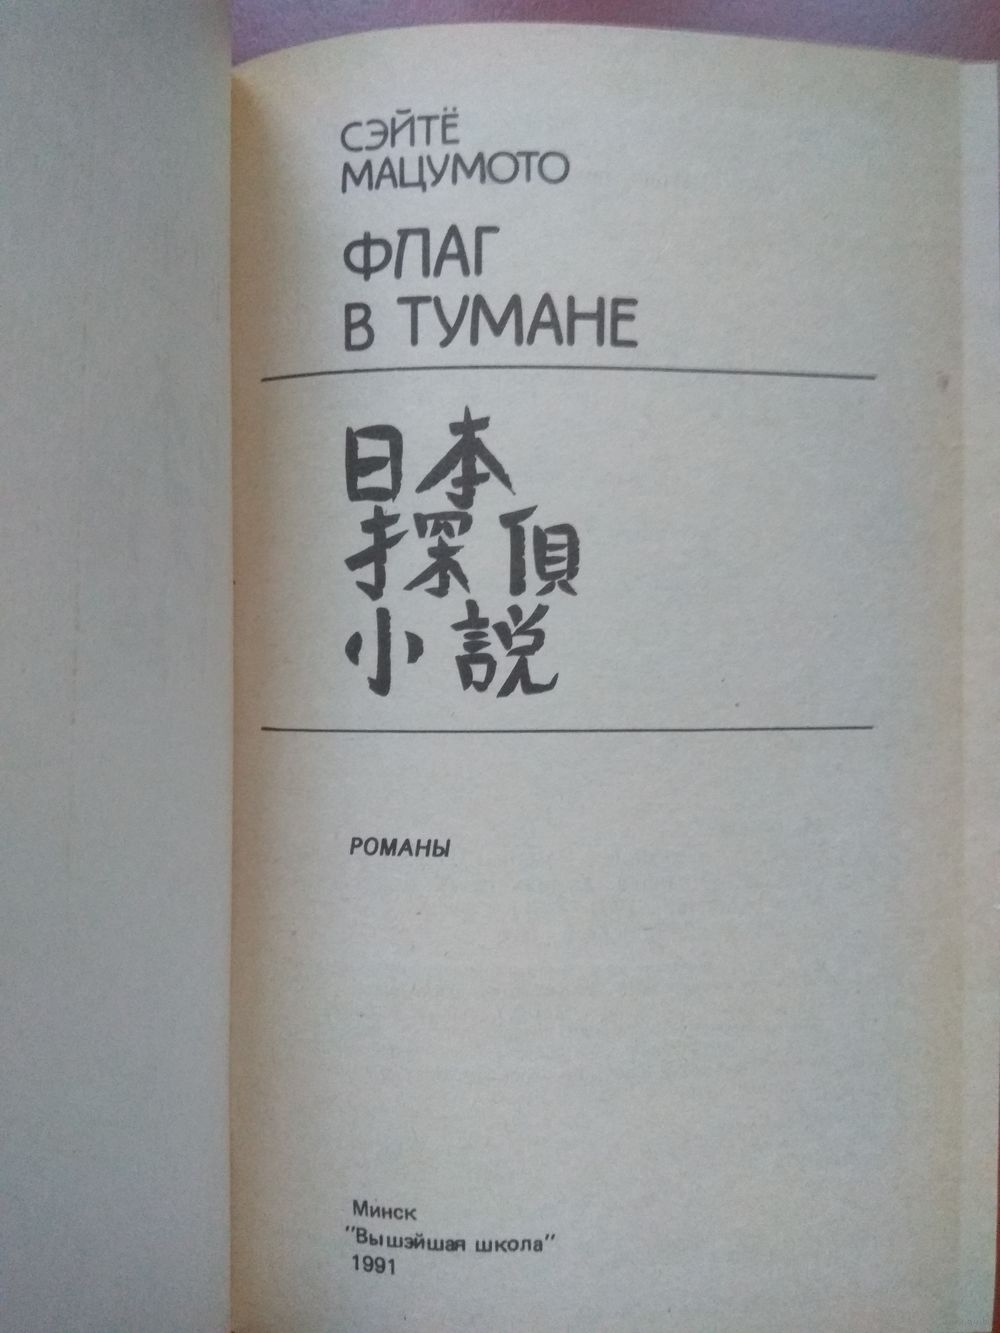 СЭЙТЁ
МАЦУМОТО
ФЛАГ
В ТУМАНЕ
日本
探偵
小説
РОМАНЫ
Минск
"Вышэйшая школа"
1991